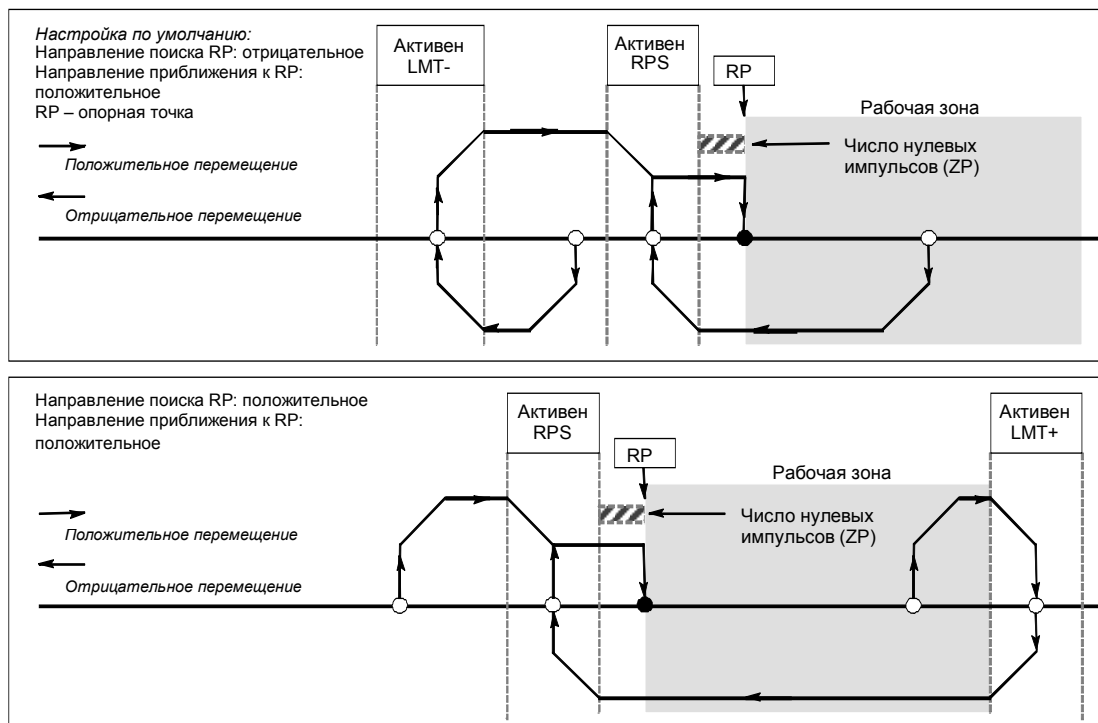 Настройка по умолчанию:
Направление поиска RP: отрицательное
Направление приближения к RP:
положительное
RP – опорная точка
Положительное перемещение
Отрицательное перемещение
Активен
LMT-
Активен
RPS
RP
Рабочая зона
Число нулевых
импульсов (ZP)
Направление поиска RP: положительное
Направление приближения к RP:
положительное
Положительное перемещение
Отрицательное перемещение
Активен
RPS
RP
Рабочая зона
Число нулевых
импульсов (ZP)
Активен
LMT+